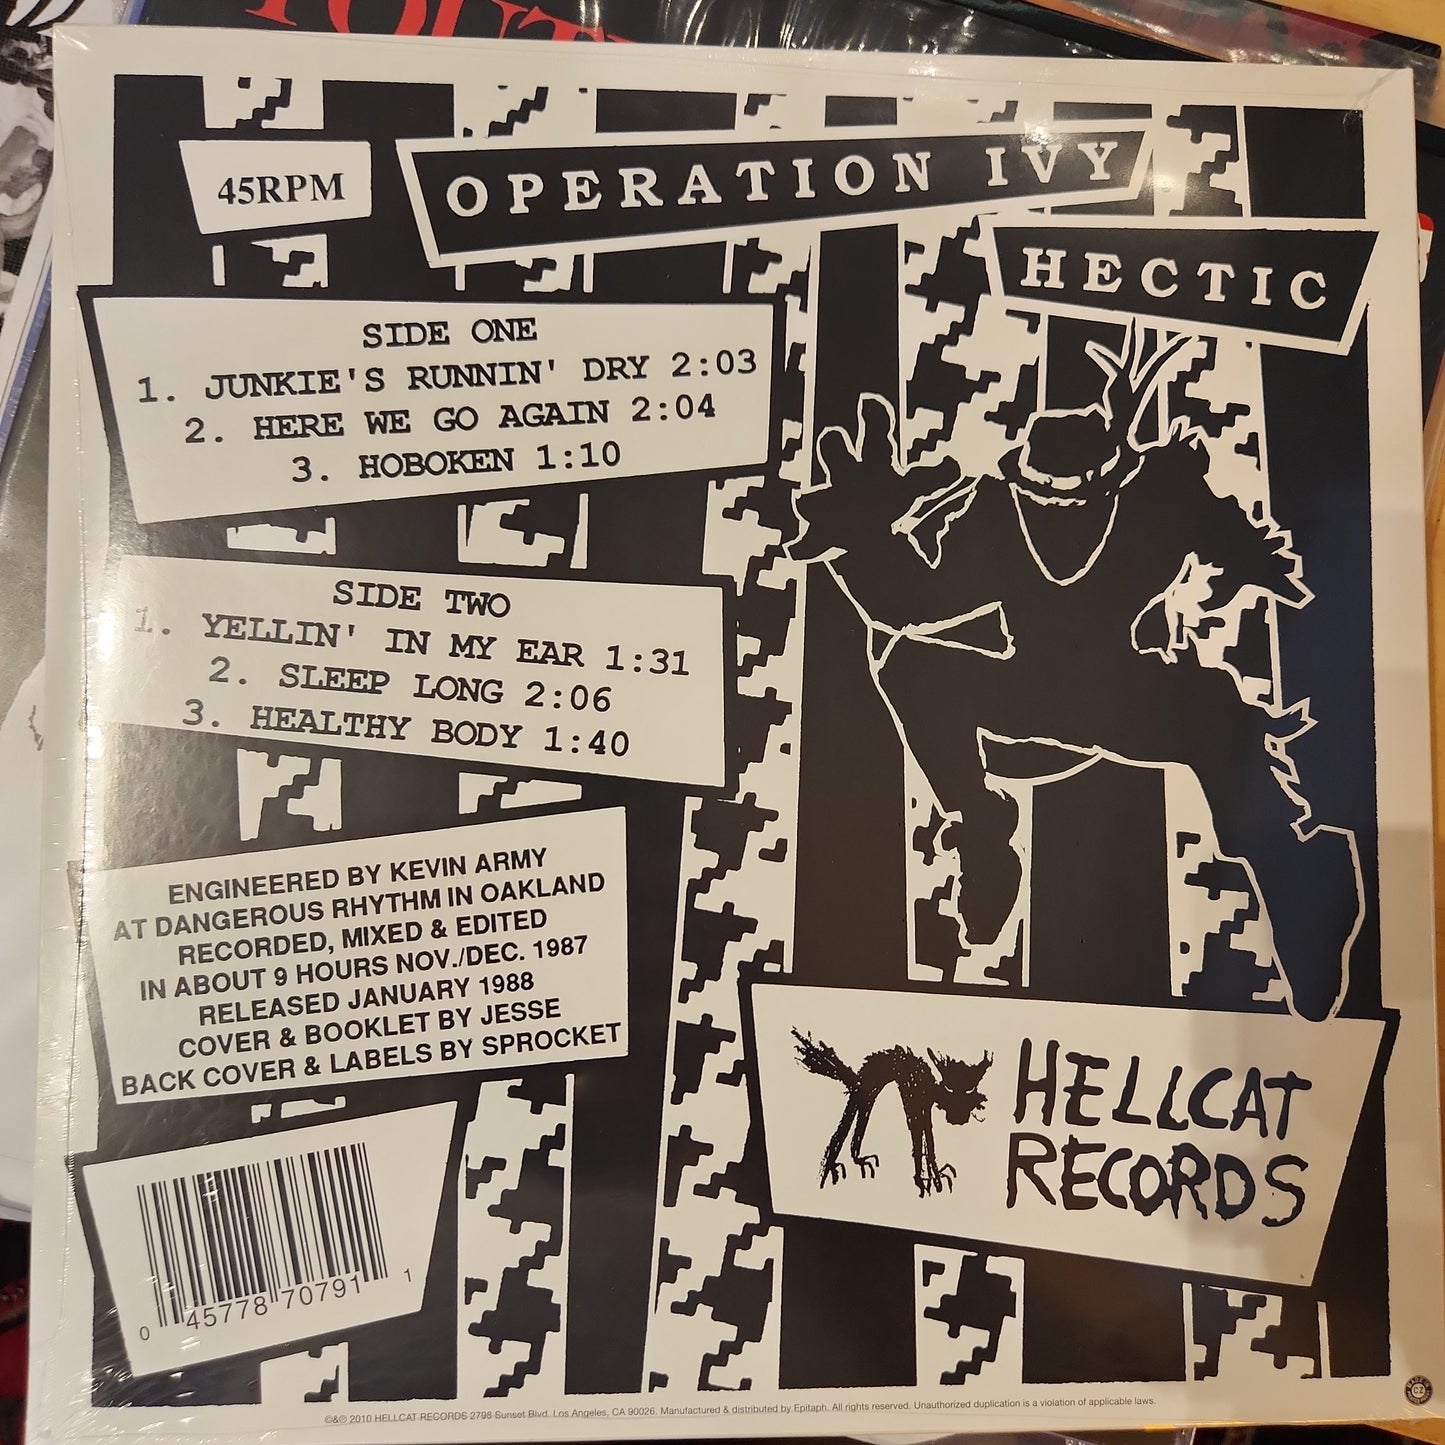 45RPM
OPERATION IVY
HECTIC
SIDE ONE
1. JUNKIE'S RUNNIN' DRY 2:03
2. HERE WE GO AGAIN 2:04
3. HOBOKEN 1:10
SIDE TWO
1. YELLIN' IN MY EAR 1:31
2. SLEEP LONG 2:06
3. HEALTHY BODY 1:40
ENGINEERED BY KEVIN ARMY
AT DANGEROUS RHYTHM IN OAKLAND
RECORDED, MIXED & EDITED
IN ABOUT 9 HOURS NOV./DEC. 1987
RELEASED JANUARY 1988
COVER & BOOKLET BY JESSE
BACK COVER & LABELS BY SPROCKET
HELLCAT
RECORDS
0 45778 70791 1
©&℗ 2010 HELLCAT RECORDS 2798 Sunset Blvd. Los Angeles, CA 90026. Manufactured & distributed by Epitaph. All rights reserved. Unauthorized duplication is a violation of applicable laws.
CZ